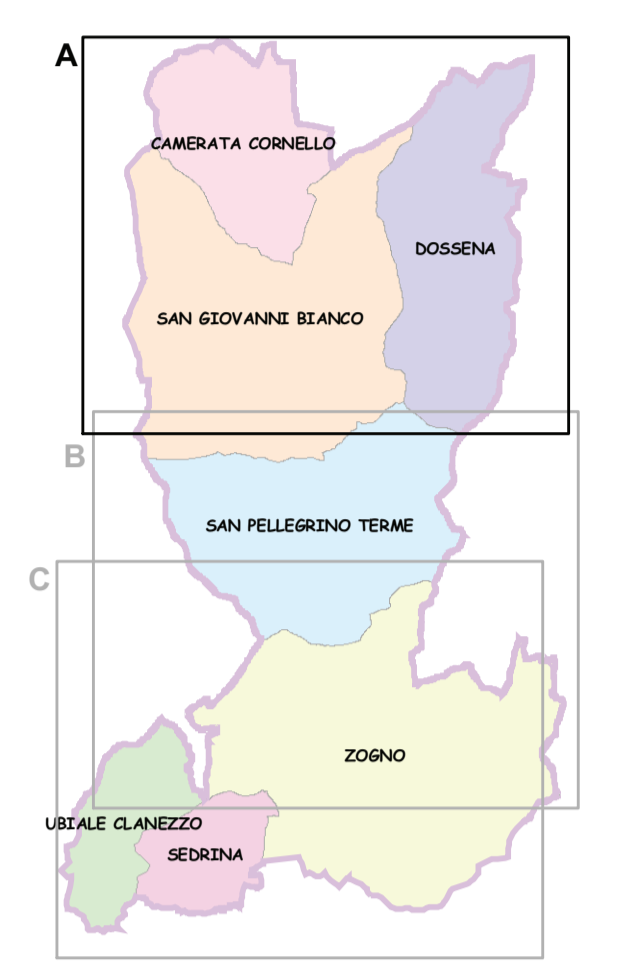 A
CAMERATA CORNELLO
DOSSENA
SAN GIOVANNI BIANCO
B
SAN PELLEGRINO TERME
C
ZOGNO
UBIALE CLANEZZO
SEDRINA